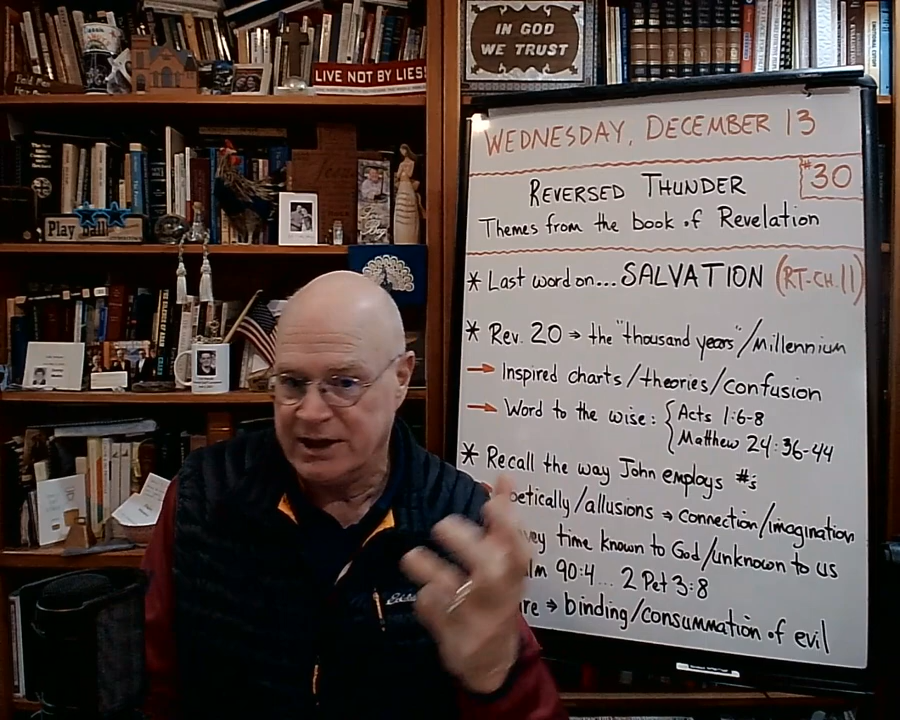 IN GOD
WE TRUST
LIVE NOT BY LIES
Play Ball
WEDNESDAY, DECEMBER 13
#30
REVERSED THUNDER
Themes from the book of Revelation
* Last word on... SALVATION (RT-CH.11)
* Rev. 20 → the "thousand years"/Millennium
→ Inspired charts/theories/confusion
→ Word to the wise: { Acts 1:6-8
Matthew 24:36-44
* Recall the way John employs #s
oetically/allusions → connection/imagination
vey time known to God/unknown to us
lm 90:4... 2 Pet 3:8
re → binding/consummation of evil